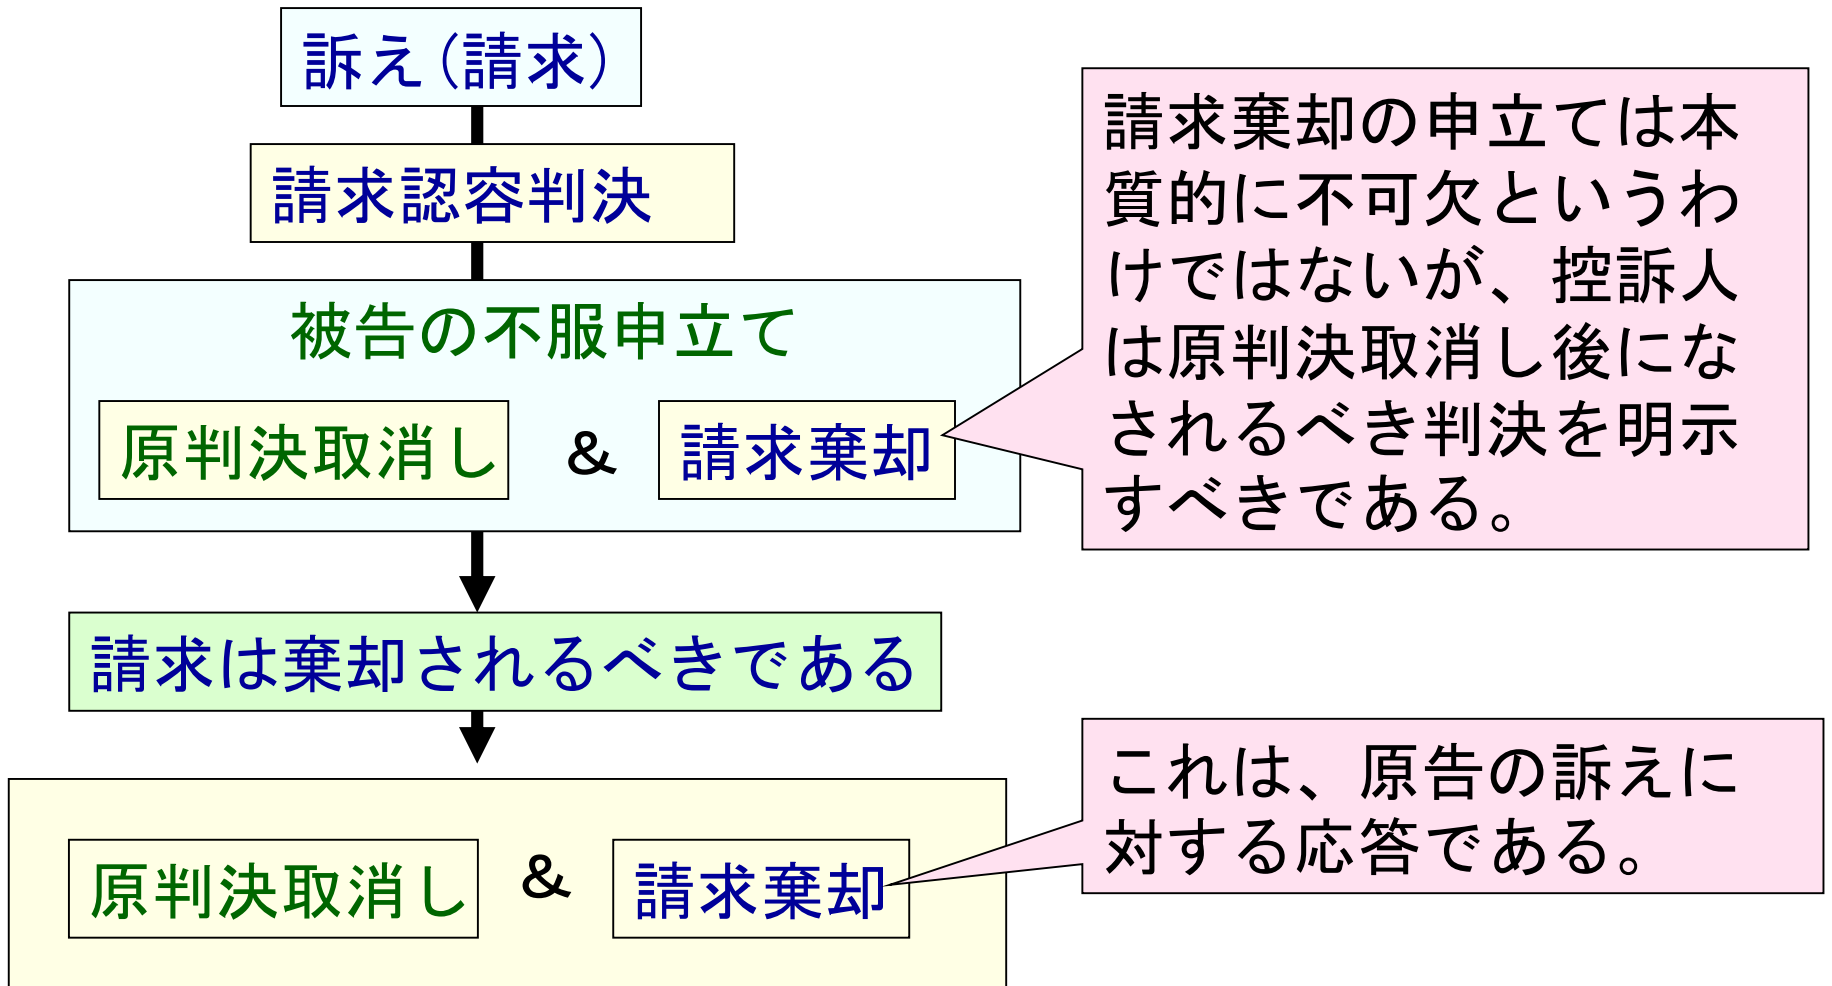 訴え(請求)
請求認容判決
被告の不服申立て
原判決取消し & 請求棄却
請求棄却の申立ては本
質的に不可欠というわ
けではないが、控訴人
は原判決取消し後にな
されるべき判決を明示
すべきである。
請求は棄却されるべきである
原判決取消し & 請求棄却
これは、原告の訴えに
対する応答である。